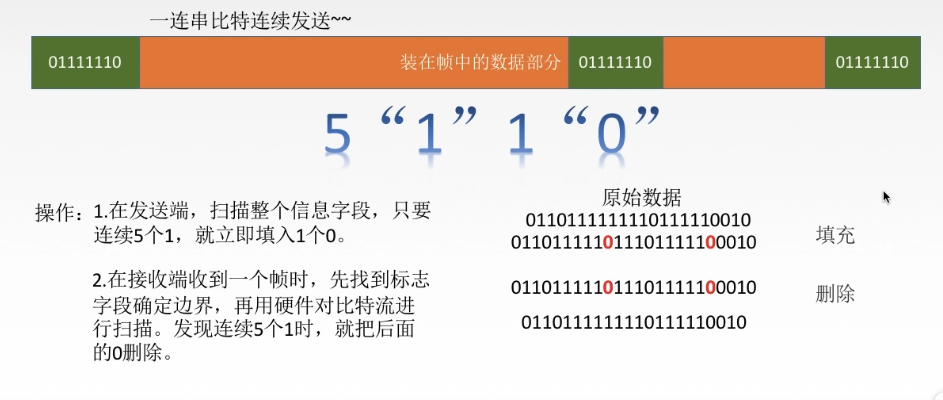 一连串比特连续发送~~
01111110 装在帧中的数据部分 01111110 01111110
5 “1” 1 “0”
操作：
1.在发送端，扫描整个信息字段，只要
连续5个1，就立即填入1个0。
2.在接收端收到一个帧时，先找到标志
字段确定边界，再用硬件对比特流进
行扫描。发现连续5个1时，就把后面
的0删除。
原始数据
0110111111110111110010
011011111011101111100010
填充
011011111011101111100010
删除
0110111111110111110010